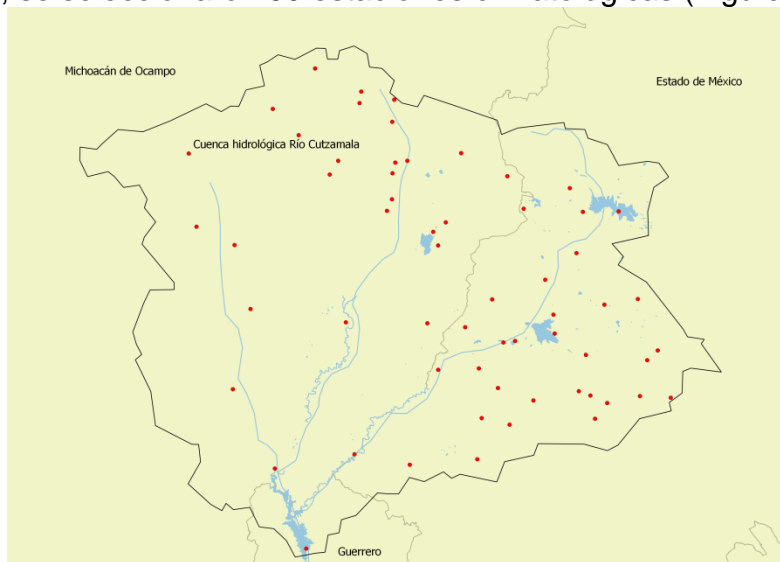 Michoacán de Ocampo
Estado de México
Cuenca hidrológica Río Cutzamala
Guerrero